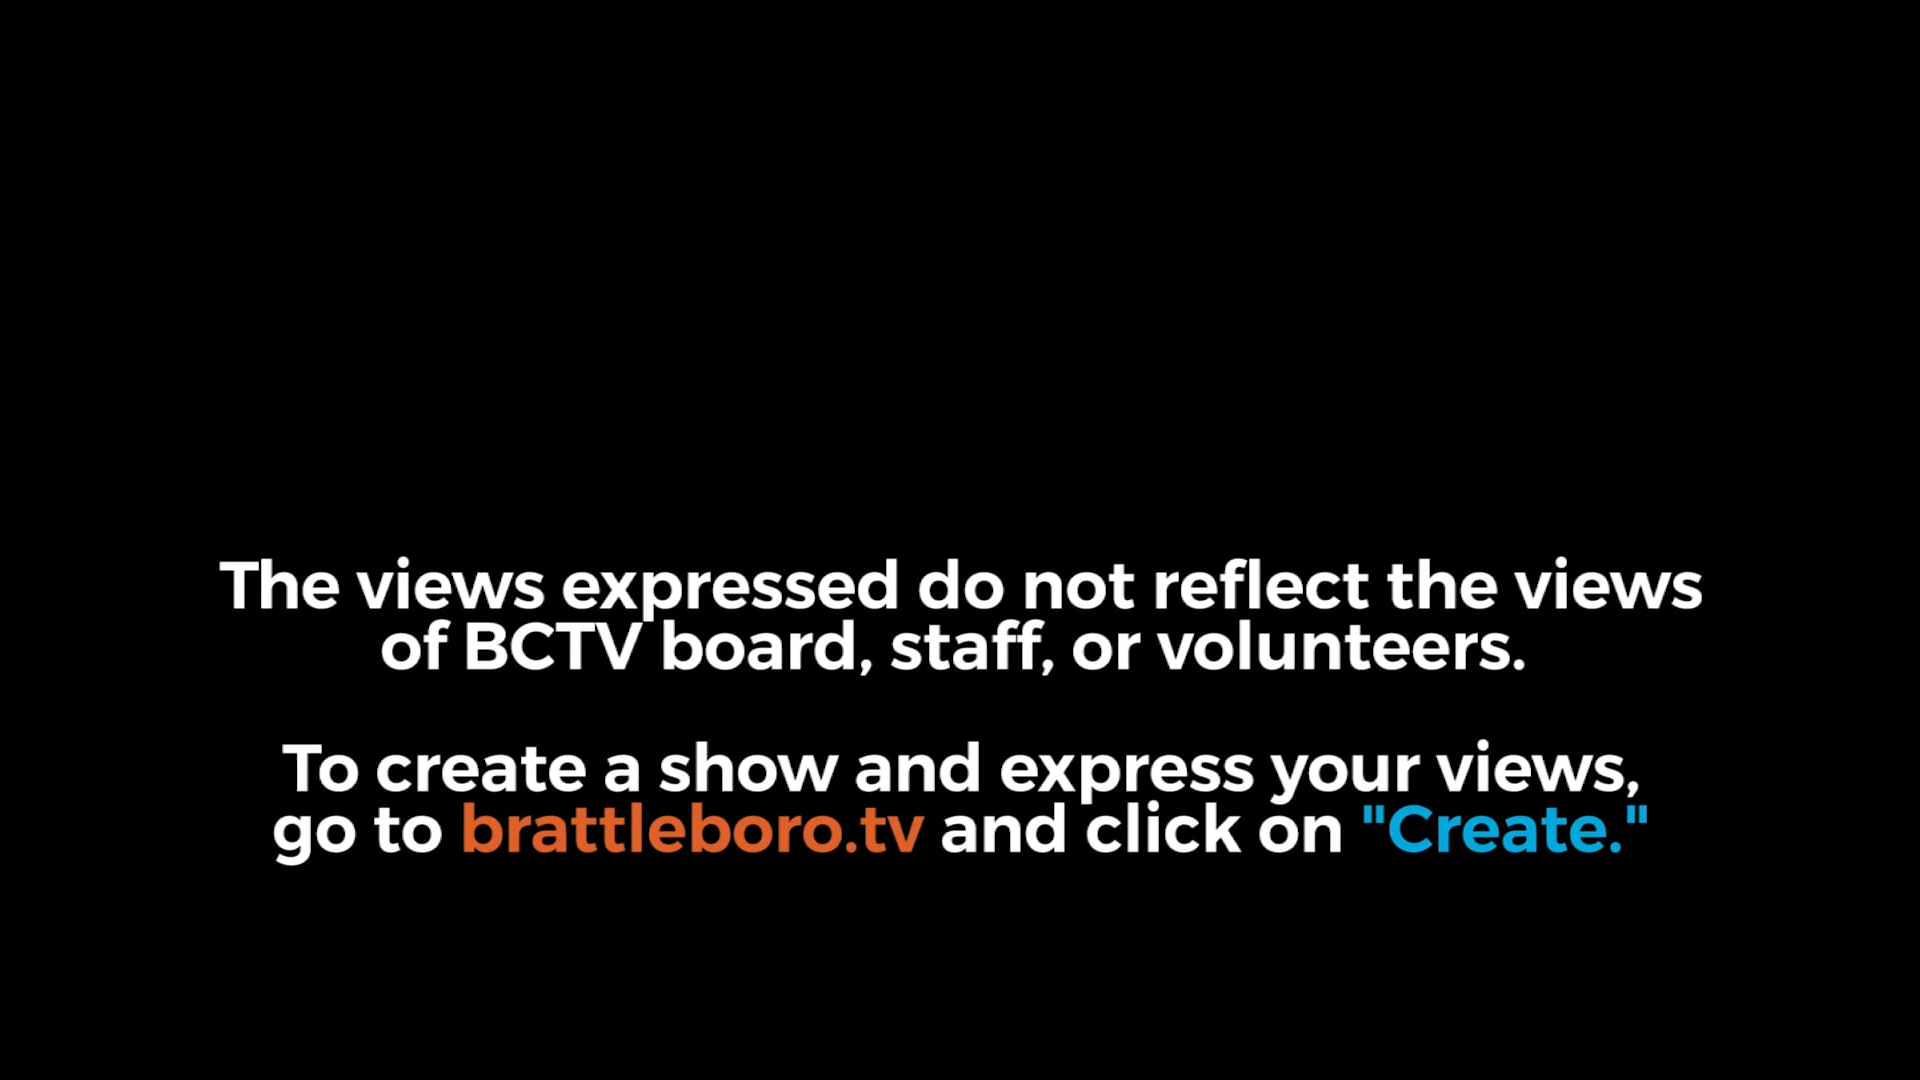 The views expressed do not reflect the views
of BCTV board, staff, or volunteers.
To create a show and express your views,
go to brattleboro.tv and click on "Create."